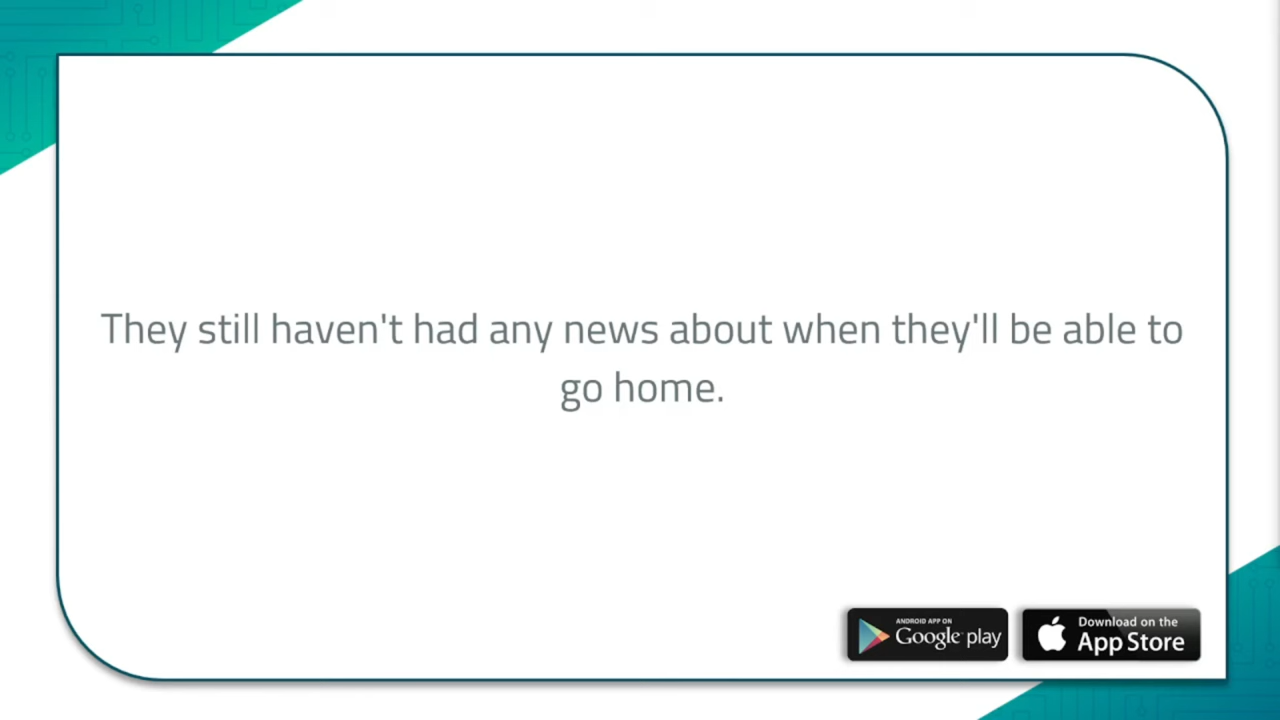 They still haven't had any news about when they'll be able to
go home.
ANDROID APP ON
Google play
Download on the
App Store